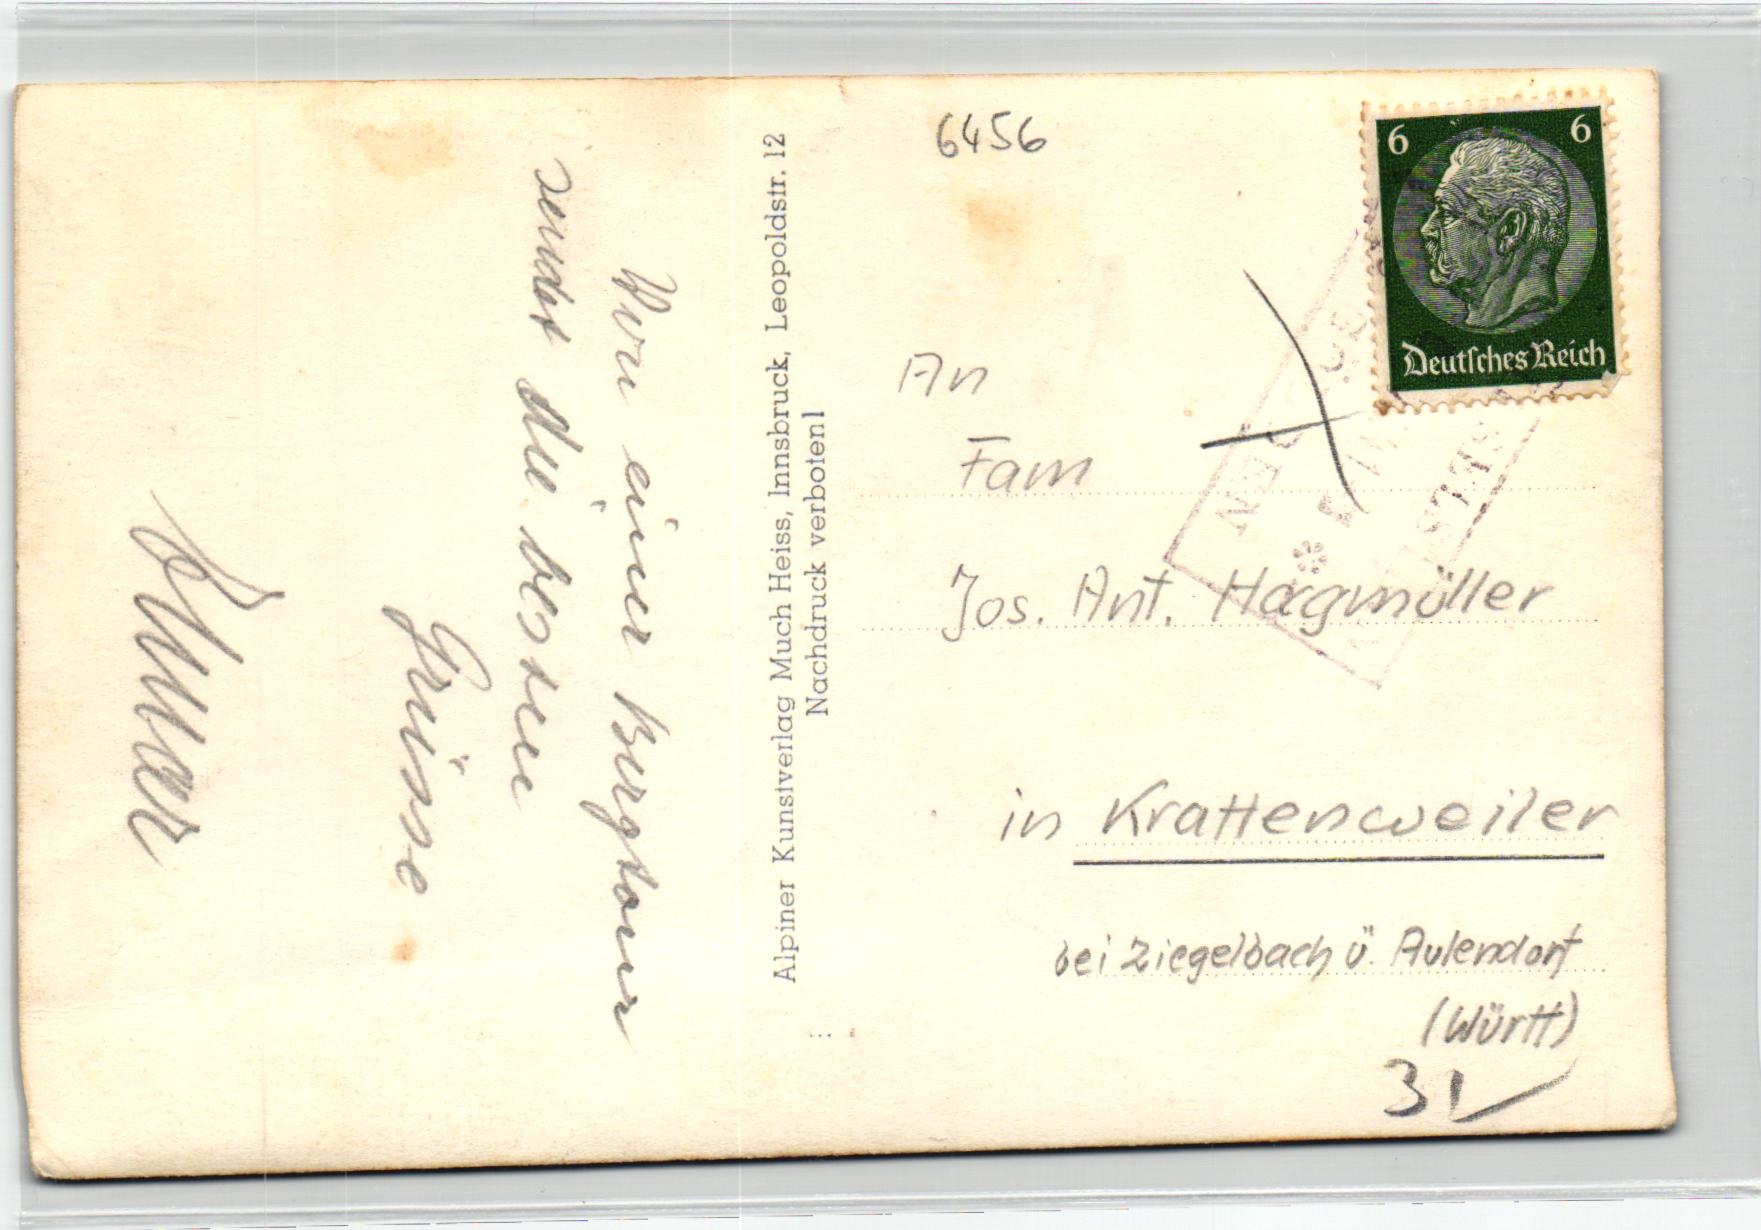 Von einer Bergtour
sendet die besten
Grüsse
Alpiner Kunstverlag Much Heiss, Innsbruck, Leopoldstr. 12
Nachdruck verboten!
6456
6 6
Deutsches Reich
An
Fam
Jos. Ant. Hagmüller
in Krattenweiler
bei Ziegelbach ü. Aulendorf
(Württ)
31